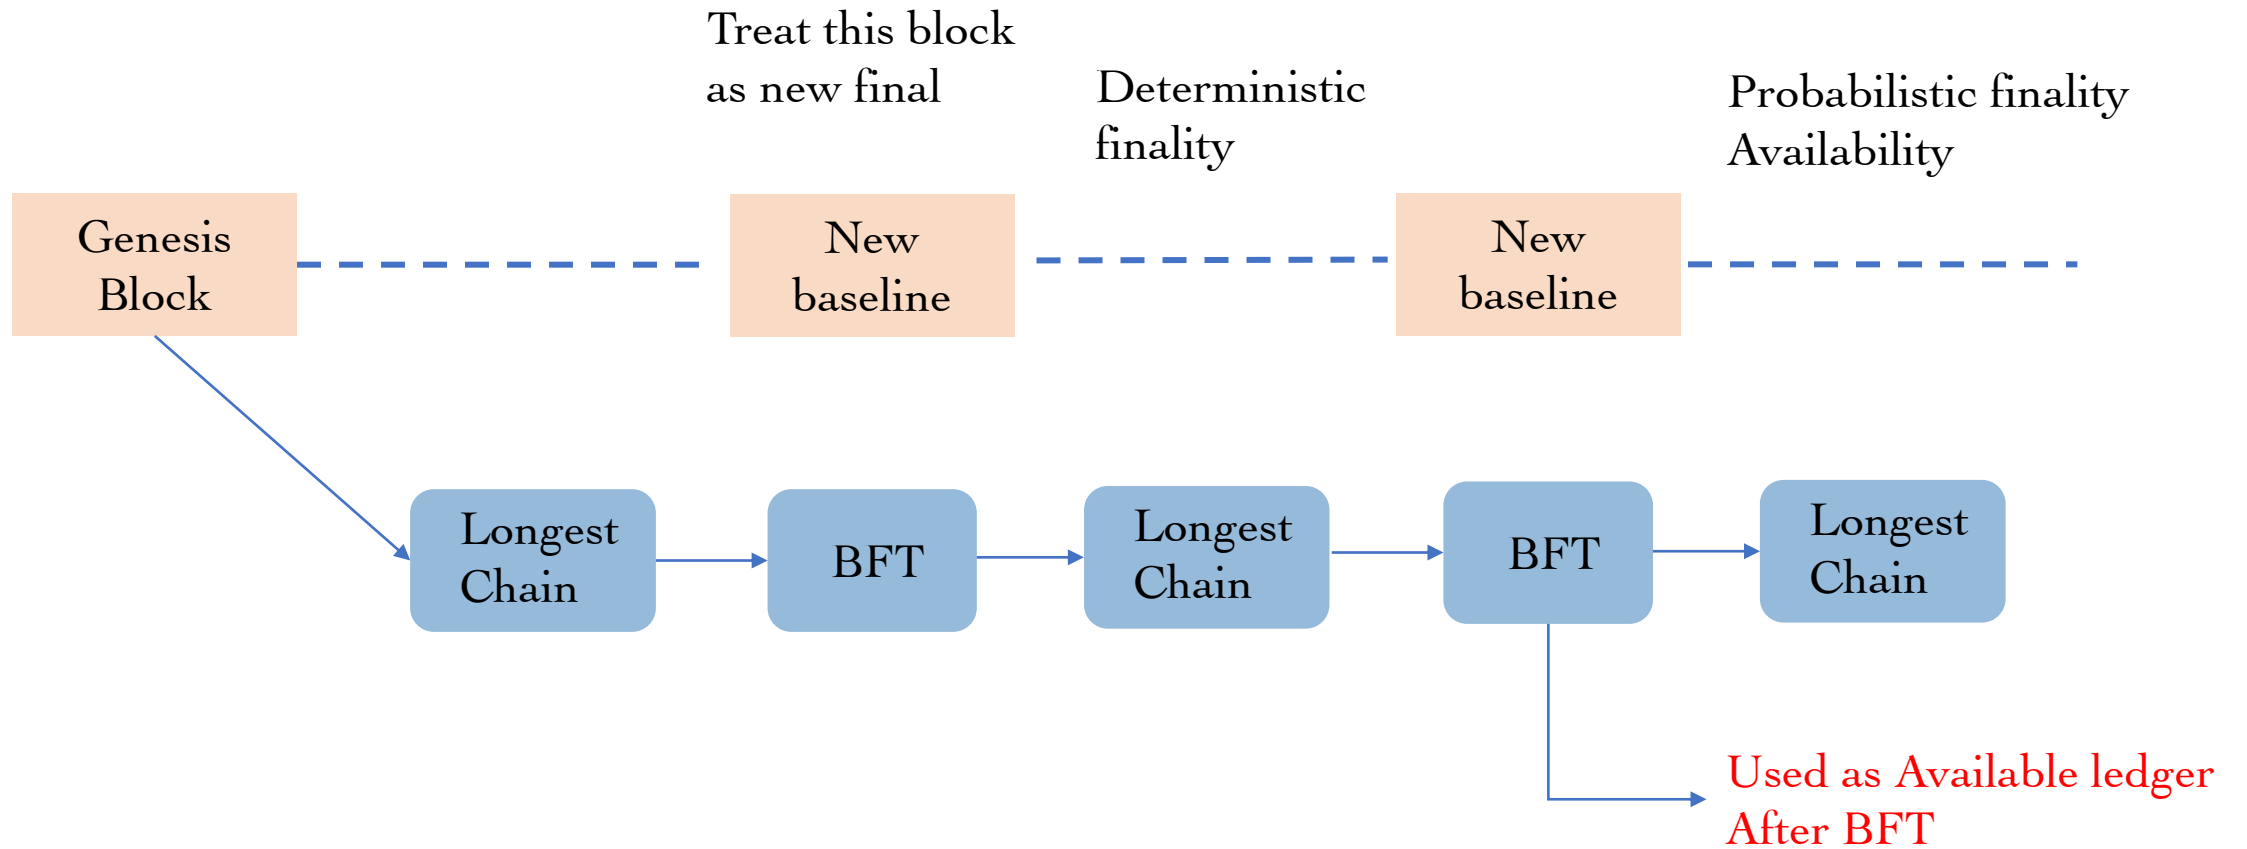 Treat this block
as new final
Deterministic
finality
Probabilistic finality
Availability
Genesis
Block
New
baseline
New
baseline
Longest
Chain
BFT
Longest
Chain
BFT
Longest
Chain
Used as Available ledger
After BFT